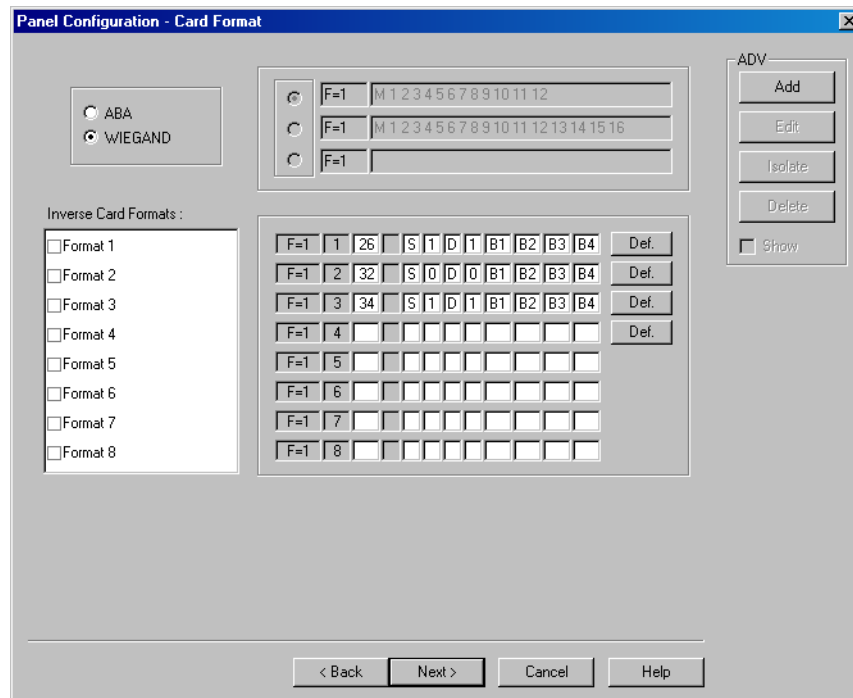 Panel Configuration - Card Format
ADV
Add
Edit
Isolate
Delete
Show
ABA
WIEGAND
F=1 M 1 2 3 4 5 6 7 8 9 10 11 12
F=1 M 1 2 3 4 5 6 7 8 9 10 11 12 13 14 15 16
F=1
Inverse Card Formats :
Format 1
Format 2
Format 3
Format 4
Format 5
Format 6
Format 7
Format 8
F=1 1 26 S 1 D 1 B1 B2 B3 B4 Def.
F=1 2 32 S 0 D 0 B1 B2 B3 B4 Def.
F=1 3 34 S 1 D 1 B1 B2 B3 B4 Def.
F=1 4 Def.
F=1 5
F=1 6
F=1 7
F=1 8
< Back Next > Cancel Help